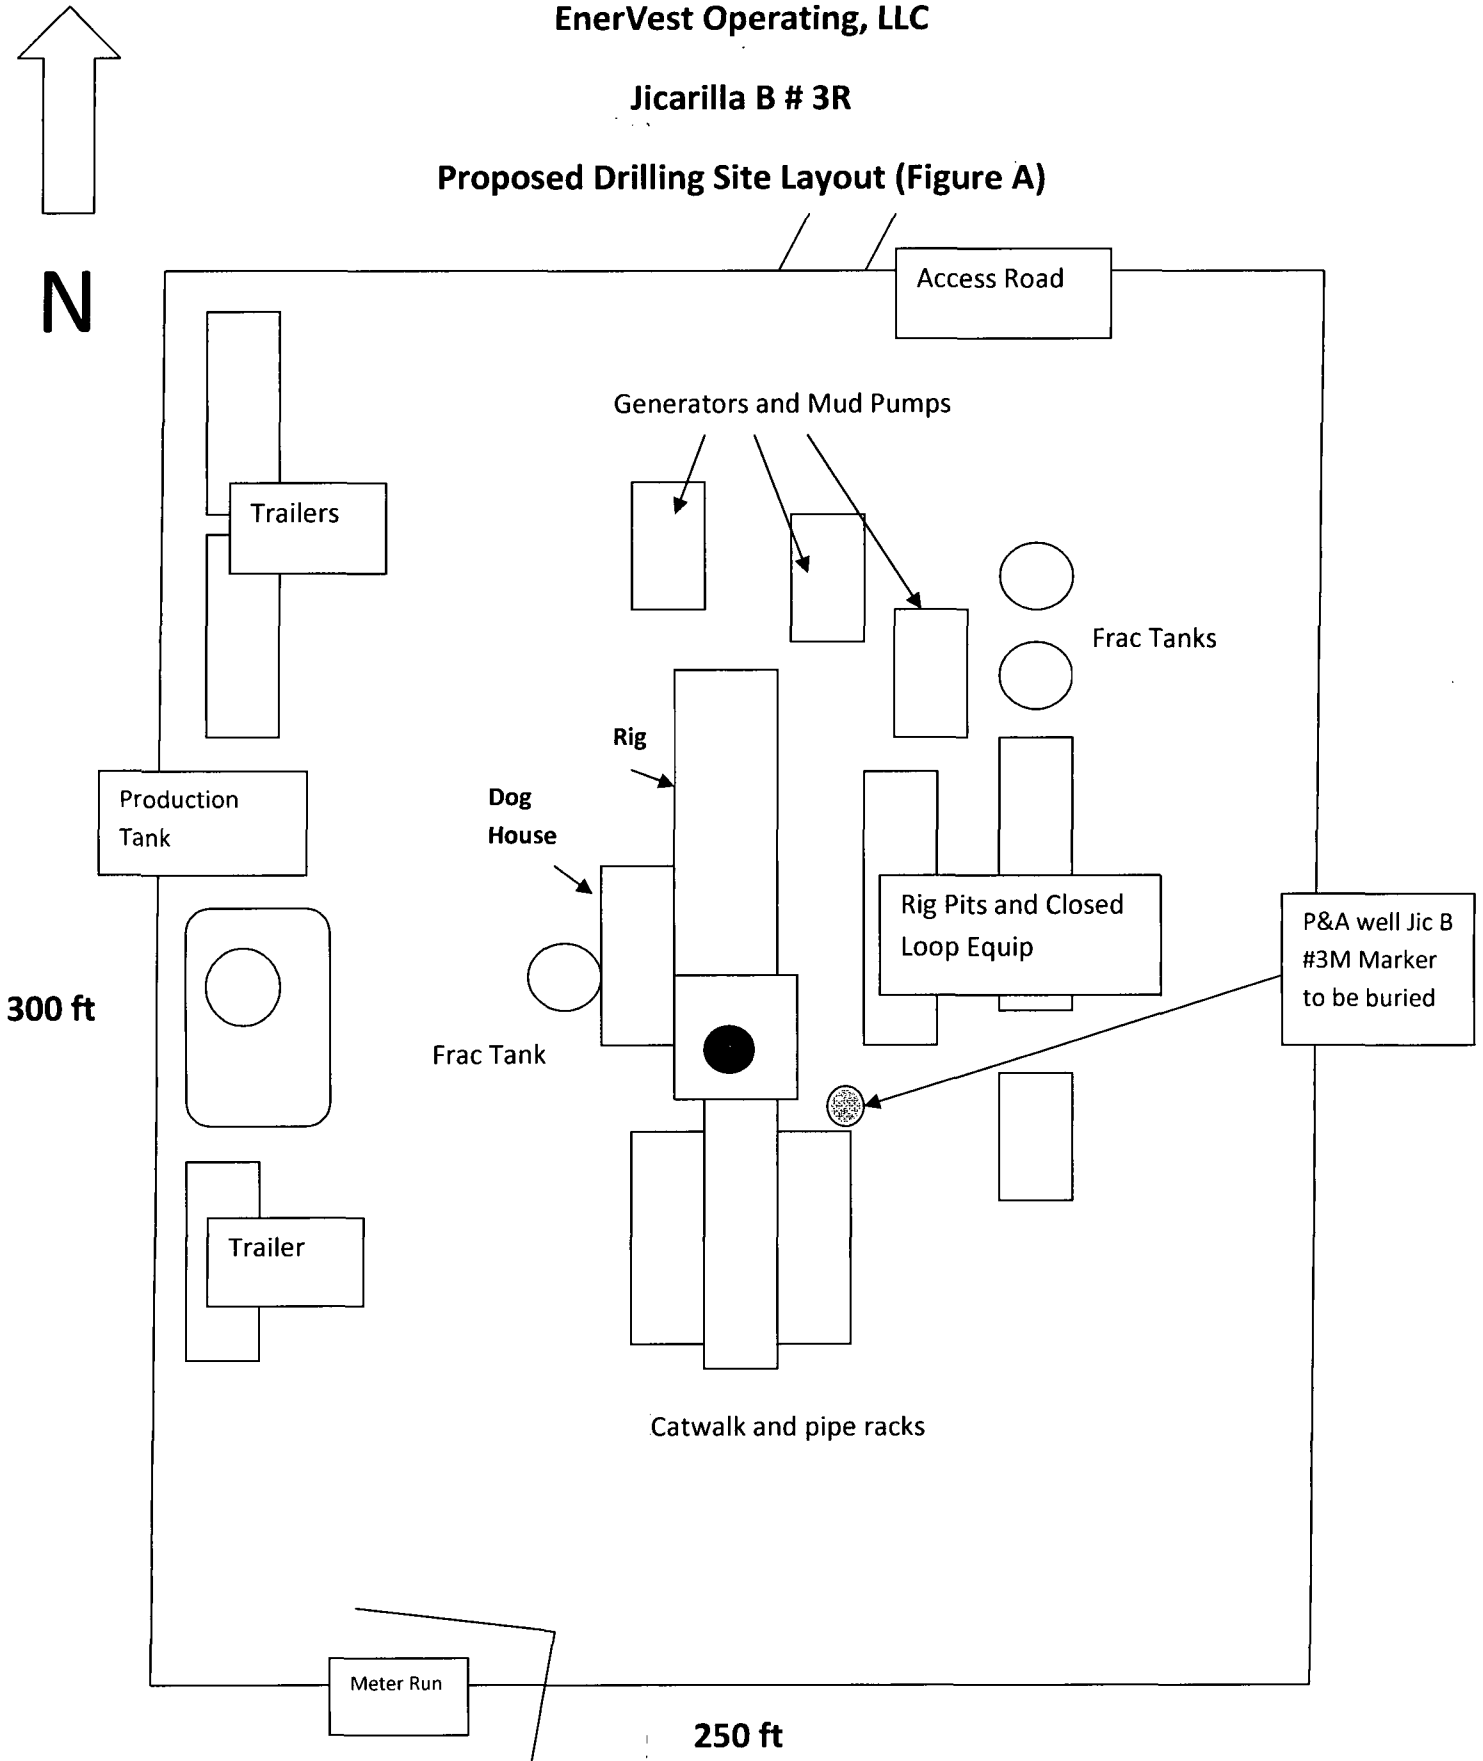 EnerVest Operating, LLC
Jicarilla B # 3R
Proposed Drilling Site Layout (Figure A)
N
Access Road
Generators and Mud Pumps
Trailers
Frac Tanks
Rig
Dog
House
Production
Tank
Rig Pits and Closed
Loop Equip
P&A well Jic B
#3M Marker
to be buried
300 ft
Frac Tank
Trailer
Catwalk and pipe racks
Meter Run
250 ft